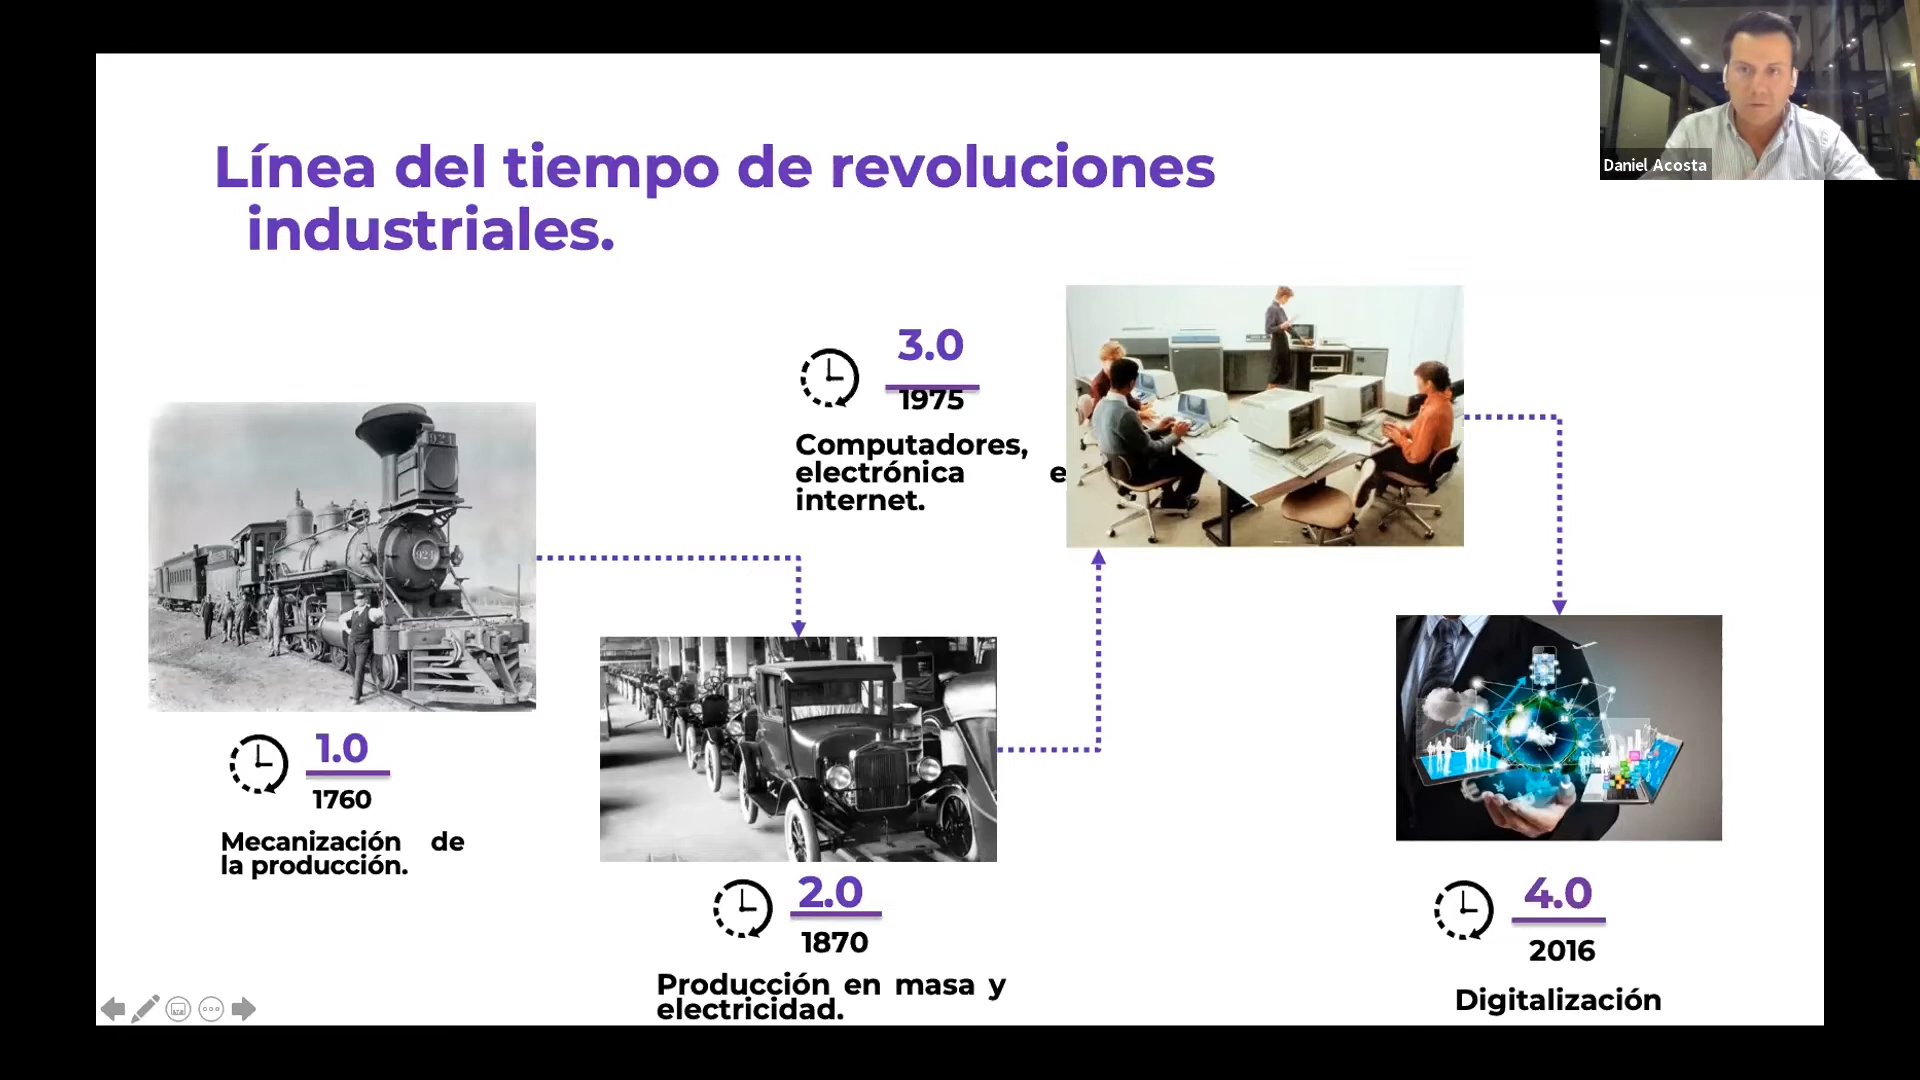 Daniel Acosta
Línea del tiempo de revoluciones
industriales.
1.0
1760
Mecanización de
la producción.
2.0
1870
Producción en masa y
electricidad.
3.0
1975
Computadores,
electrónica e
internet.
4.0
2016
Digitalización
921